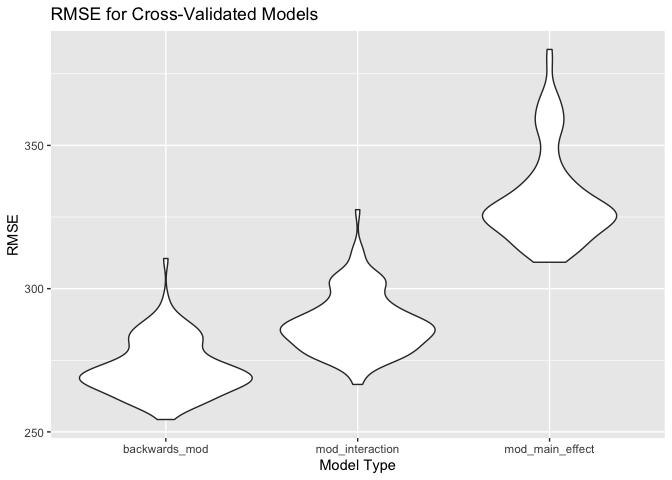 RMSE for Cross-Validated Models
350
300
250
RMSE
backwards_mod
mod_interaction
mod_main_effect
Model Type